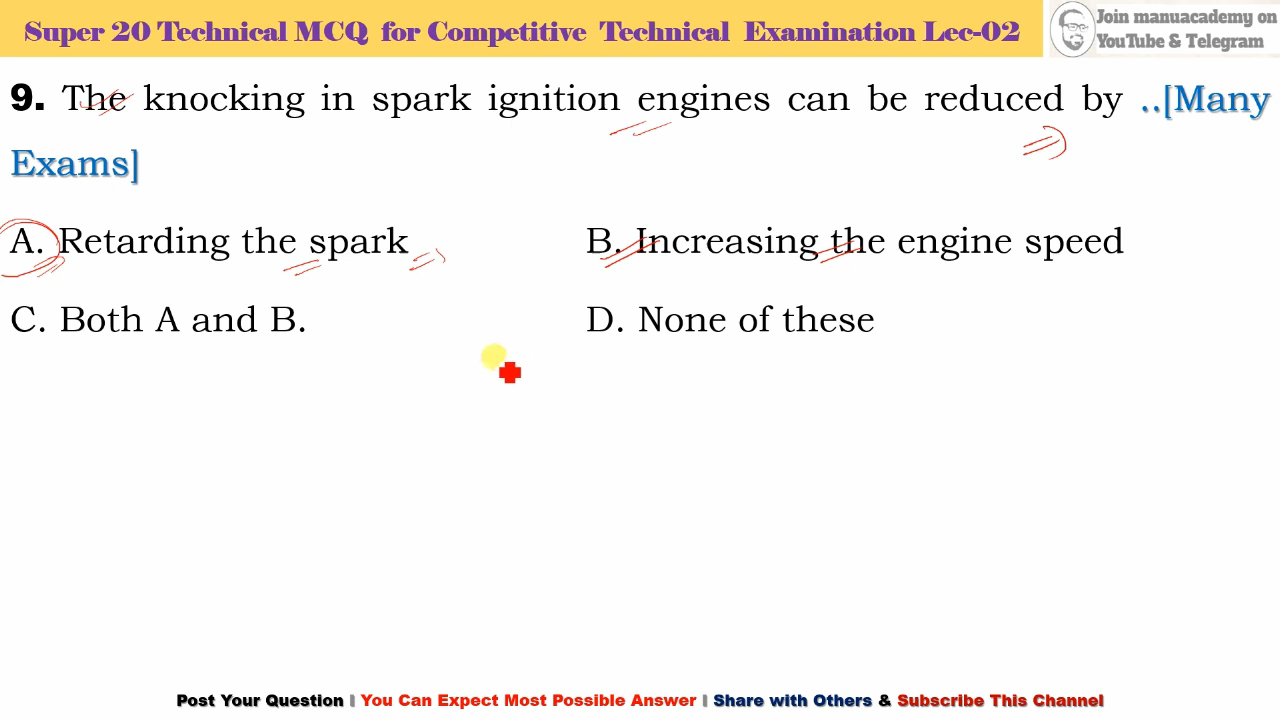 Super 20 Technical MCQ for Competitive Technical Examination Lec-02
Join manuacademy on
YouTube & Telegram
9. The knocking in spark ignition engines can be reduced by ..[Many
Exams]
A. Retarding the spark
B. Increasing the engine speed
C. Both A and B.
D. None of these
Post Your Question | You Can Expect Most Possible Answer | Share with Others & Subscribe This Channel